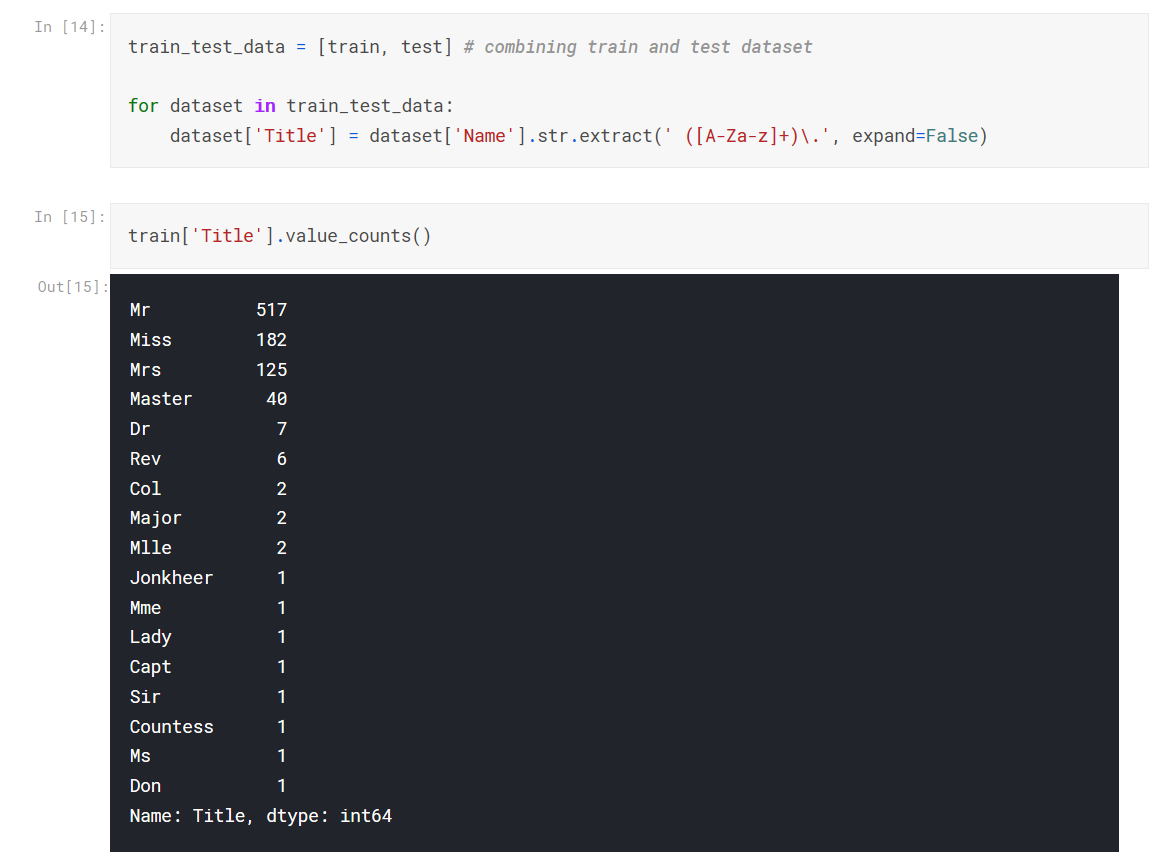 In [14]:
train_test_data = [train, test] # combining train and test dataset
for dataset in train_test_data:
    dataset['Title'] = dataset['Name'].str.extract(' ([A-Za-z]+)\.', expand=False)
In [15]:
train['Title'].value_counts()
Out[15]:
Mr          517
Miss        182
Mrs         125
Master       40
Dr            7
Rev           6
Col           2
Major         2
Mlle          2
Jonkheer      1
Mme           1
Lady          1
Capt          1
Sir           1
Countess      1
Ms            1
Don           1
Name: Title, dtype: int64